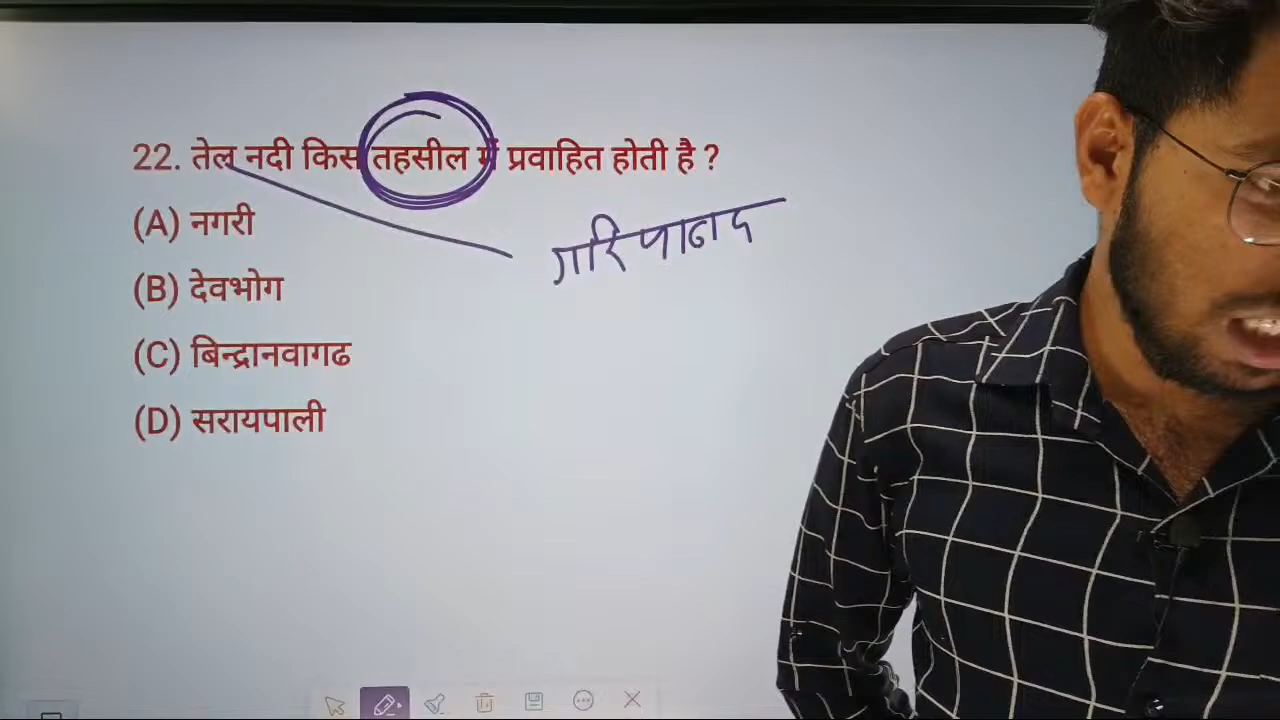 22. तेल नदी किस तहसील में प्रवाहित होती है ?
(A) नगरी
(B) देवभोग
(C) बिन्द्रानवागढ
(D) सरायपाली